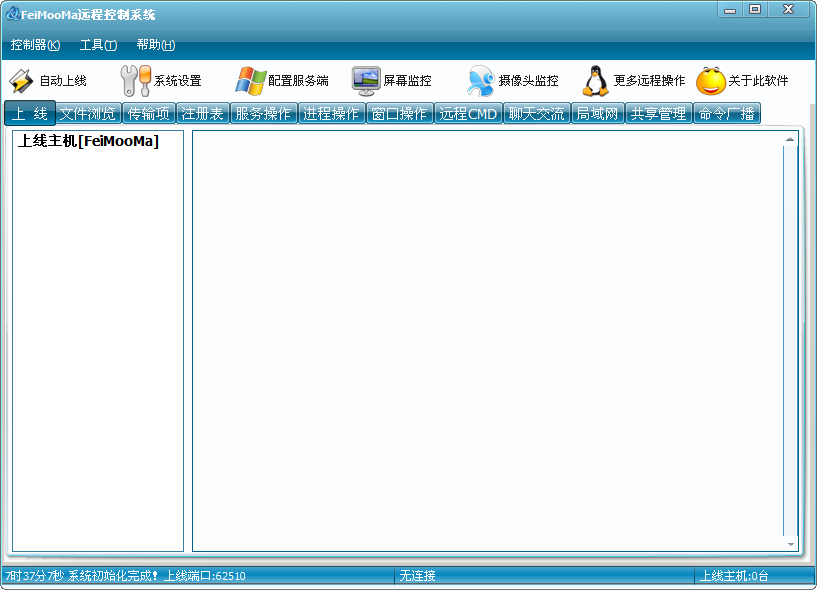 FeiMooMa远程控制系统
控制器(K) 工具(T) 帮助(H)
自动上线 系统设置 配置服务端 屏幕监控 摄像头监控 更多远程操作 关于此软件
上 线 文件浏览 传输项 注册表 服务操作 进程操作 窗口操作 远程CMD 聊天交流 局域网 共享管理 命令广播
上线主机[FeiMooMa]
7时37分7秒 系统初始化完成! 上线端口:62510 无连接 上线主机:0台